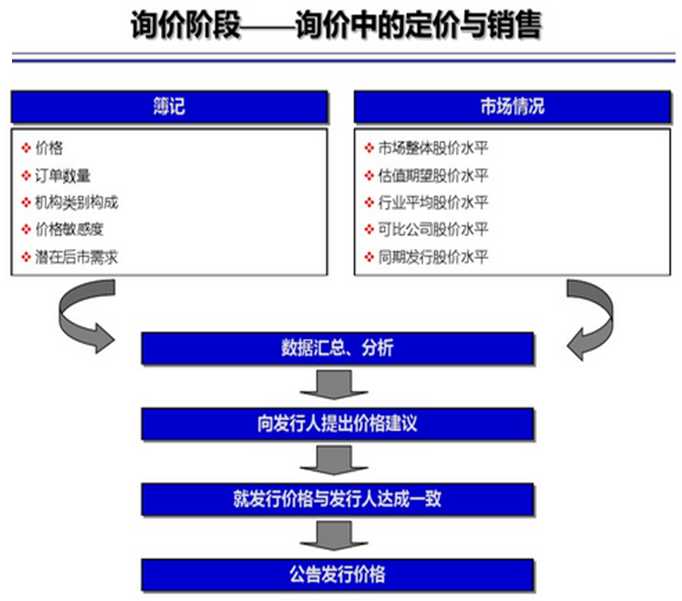 询价阶段——询价中的定价与销售
簿记
价格
订单数量
机构类别构成
价格敏感度
潜在后市需求
市场情况
市场整体股价水平
估值期望股价水平
行业平均股价水平
可比公司股价水平
同期发行股价水平
数据汇总、分析
向发行人提出价格建议
就发行价格与发行人达成一致
公告发行价格